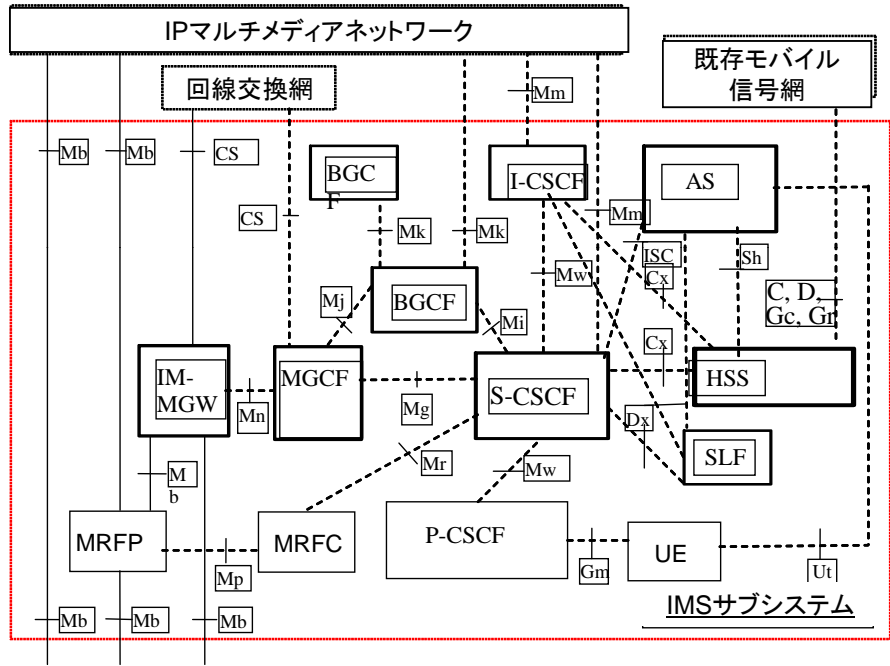 IPマルチメディアネットワーク
回線交換網
既存モバイル
信号網
Mm
Mb
Mb
CS
BGC
F
I-CSCF
AS
CS
Mk
Mk
Mm
ISC
Sh
Mw
Cx
C, D,
Gc, Gr
Mj
BGCF
Mi
Cx
IM-
MGW
MGCF
S-CSCF
HSS
Mn
Mg
Dx
Mr
Mw
SLF
M
b
MRFP
MRFC
P-CSCF
UE
Mp
Gm
Ut
IMSサブシステム
Mb
Mb
Mb